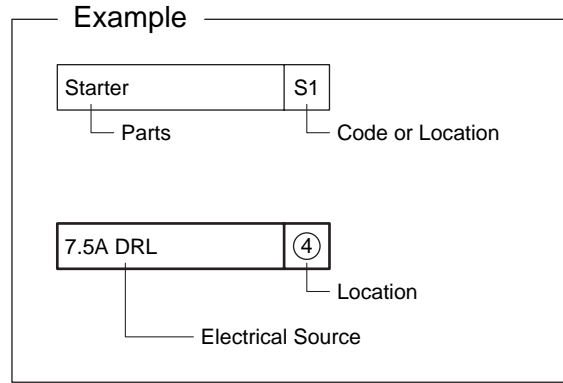 Example
Starter S1
Parts Code or Location
7.5A DRL 4
Location
Electrical Source